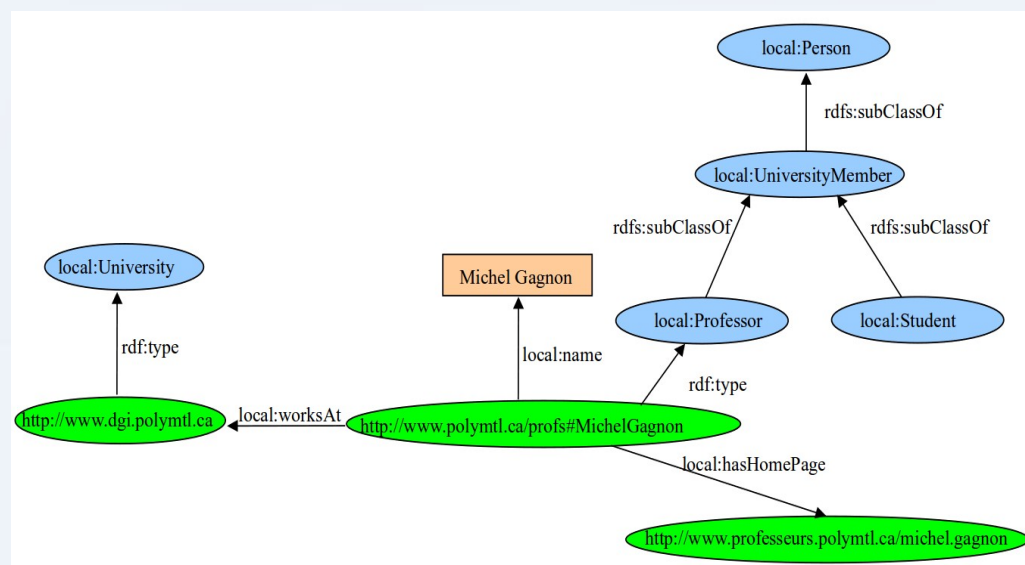 local:Person
rdfs:subClassOf
local:UniversityMember
rdfs:subClassOf
rdfs:subClassOf
local:University
Michel Gagnon
local:Professor
local:Student
rdf:type
local:name
rdf:type
http://www.dgi.polymtl.ca
local:worksAt
http://www.polymtl.ca/profs#MichelGagnon
local:hasHomePage
http://www.professeurs.polymtl.ca/michel.gagnon